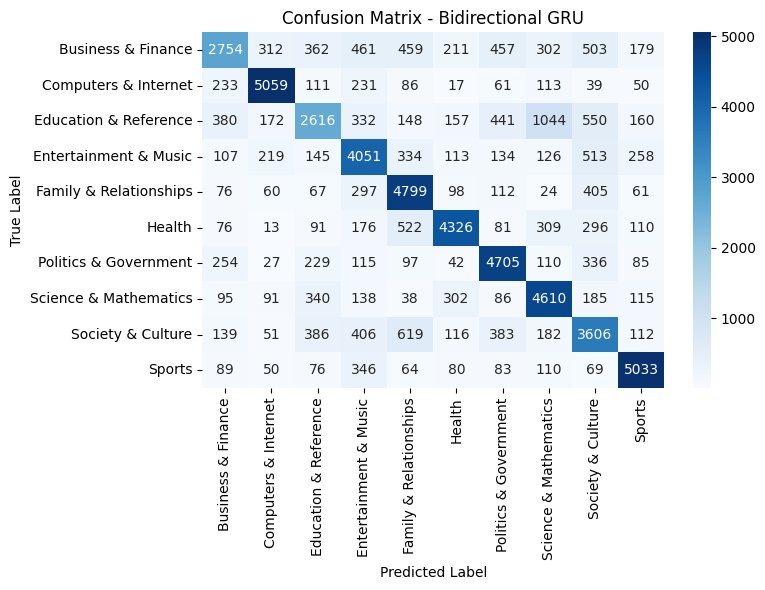 Confusion Matrix - Bidirectional GRU
Business & Finance 2754 312 362 461 459 211 457 302 503 179
Computers & Internet 233 5059 111 231 86 17 61 113 39 50
Education & Reference 380 172 2616 332 148 157 441 1044 550 160
Entertainment & Music 107 219 145 4051 334 113 134 126 513 258
Family & Relationships 76 60 67 297 4799 98 112 24 405 61
Health 76 13 91 176 522 4326 81 309 296 110
Politics & Government 254 27 229 115 97 42 4705 110 336 85
Science & Mathematics 95 91 340 138 38 302 86 4610 185 115
Society & Culture 139 51 386 406 619 116 383 182 3606 112
Sports 89 50 76 346 64 80 83 110 69 5033
True Label
Business & Finance
Computers & Internet
Education & Reference
Entertainment & Music
Family & Relationships
Health
Politics & Government
Science & Mathematics
Society & Culture
Sports
Predicted Label
5000
4000
3000
2000
1000